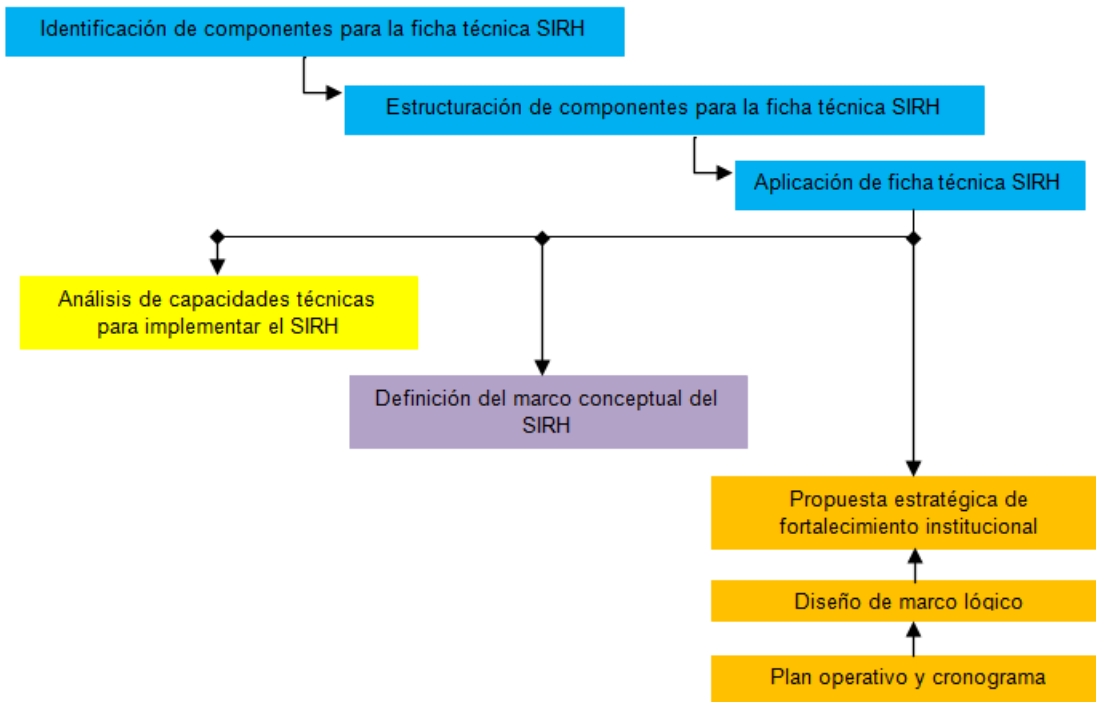 Identificación de componentes para la ficha técnica SIRH
Estructuración de componentes para la ficha técnica SIRH
Aplicación de ficha técnica SIRH
Análisis de capacidades técnicas
para implementar el SIRH
Definición del marco conceptual del
SIRH
Propuesta estratégica de
fortalecimiento institucional
Diseño de marco lógico
Plan operativo y cronograma